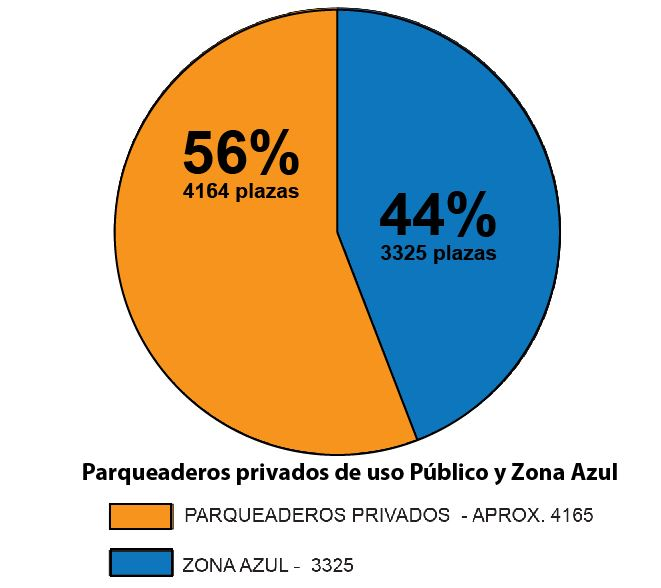 56%
4164 plazas
44%
3325 plazas
Parqueaderos privados de uso Público y Zona Azul
PARQUEADEROS PRIVADOS - APROX. 4165
ZONA AZUL - 3325